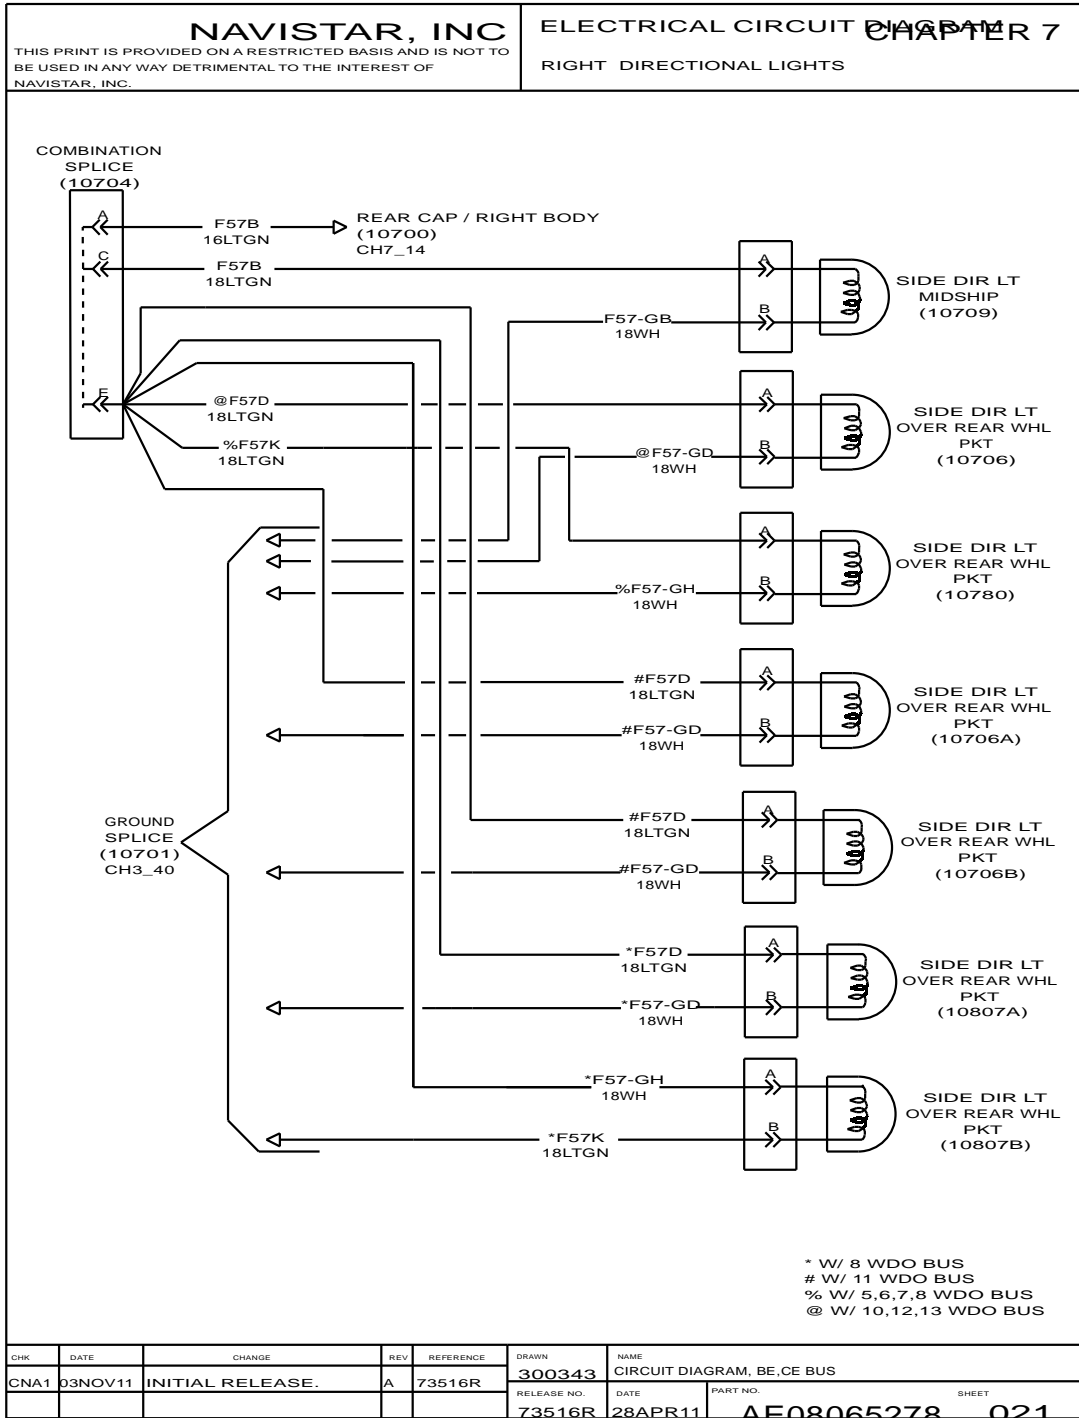 NAVISTAR, INC
THIS PRINT IS PROVIDED ON A RESTRICTED BASIS AND IS NOT TO
BE USED IN ANY WAY DETRIMENTAL TO THE INTEREST OF
NAVISTAR, INC.
ELECTRICAL CIRCUIT DIAGRAM
CHAPTER 7
RIGHT DIRECTIONAL LIGHTS
COMBINATION
SPLICE
(10704)
A
F57B
16LTGN
REAR CAP / RIGHT BODY
(10700)
CH7_14
C
F57B
18LTGN
A
SIDE DIR LT
MIDSHIP
(10709)
F57-GB
18WH
B
E
@F57D
18LTGN
A
SIDE DIR LT
OVER REAR WHL
PKT
(10706)
%F57K
18LTGN
@F57-GD
18WH
B
A
SIDE DIR LT
OVER REAR WHL
PKT
(10780)
%F57-GH
18WH
B
#F57D
18LTGN
A
SIDE DIR LT
OVER REAR WHL
PKT
(10706A)
#F57-GD
18WH
B
GROUND
SPLICE
(10701)
CH3_40
#F57D
18LTGN
A
SIDE DIR LT
OVER REAR WHL
PKT
(10706B)
#F57-GD
18WH
B
*F57D
18LTGN
A
SIDE DIR LT
OVER REAR WHL
PKT
(10807A)
*F57-GD
18WH
B
*F57-GH
18WH
A
SIDE DIR LT
OVER REAR WHL
PKT
(10807B)
*F57K
18LTGN
B
* W/ 8 WDO BUS
# W/ 11 WDO BUS
% W/ 5,6,7,8 WDO BUS
@ W/ 10,12,13 WDO BUS
CHK DATE CHANGE REV REFERENCE
CNA1 03NOV11 INITIAL RELEASE. A 73516R
DRAWN
300343
NAME
CIRCUIT DIAGRAM, BE,CE BUS
RELEASE NO.
73516R
DATE
28APR11
PART NO.
AE08065278
SHEET
021